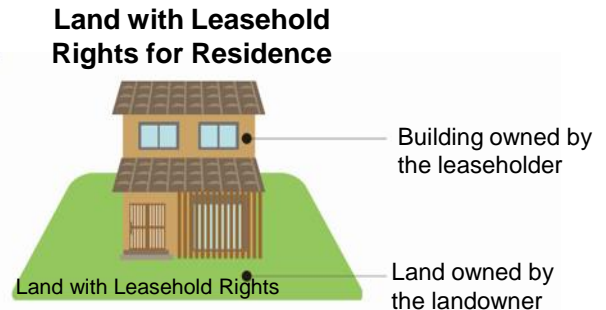 Land with Leasehold
Rights for Residence
Building owned by
the leaseholder
Land with Leasehold Rights
Land owned by
the landowner